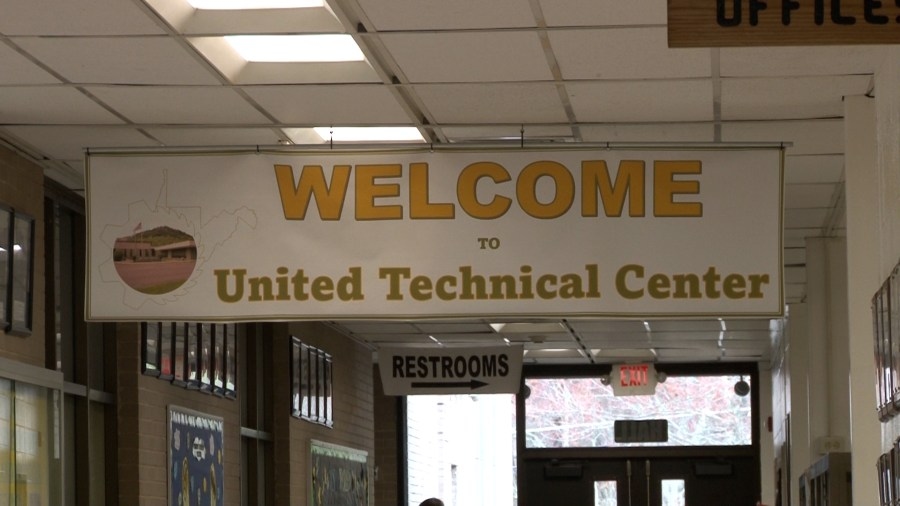 OFFICES
WELCOME
TO
United Technical Center
RESTROOMS
EXIT